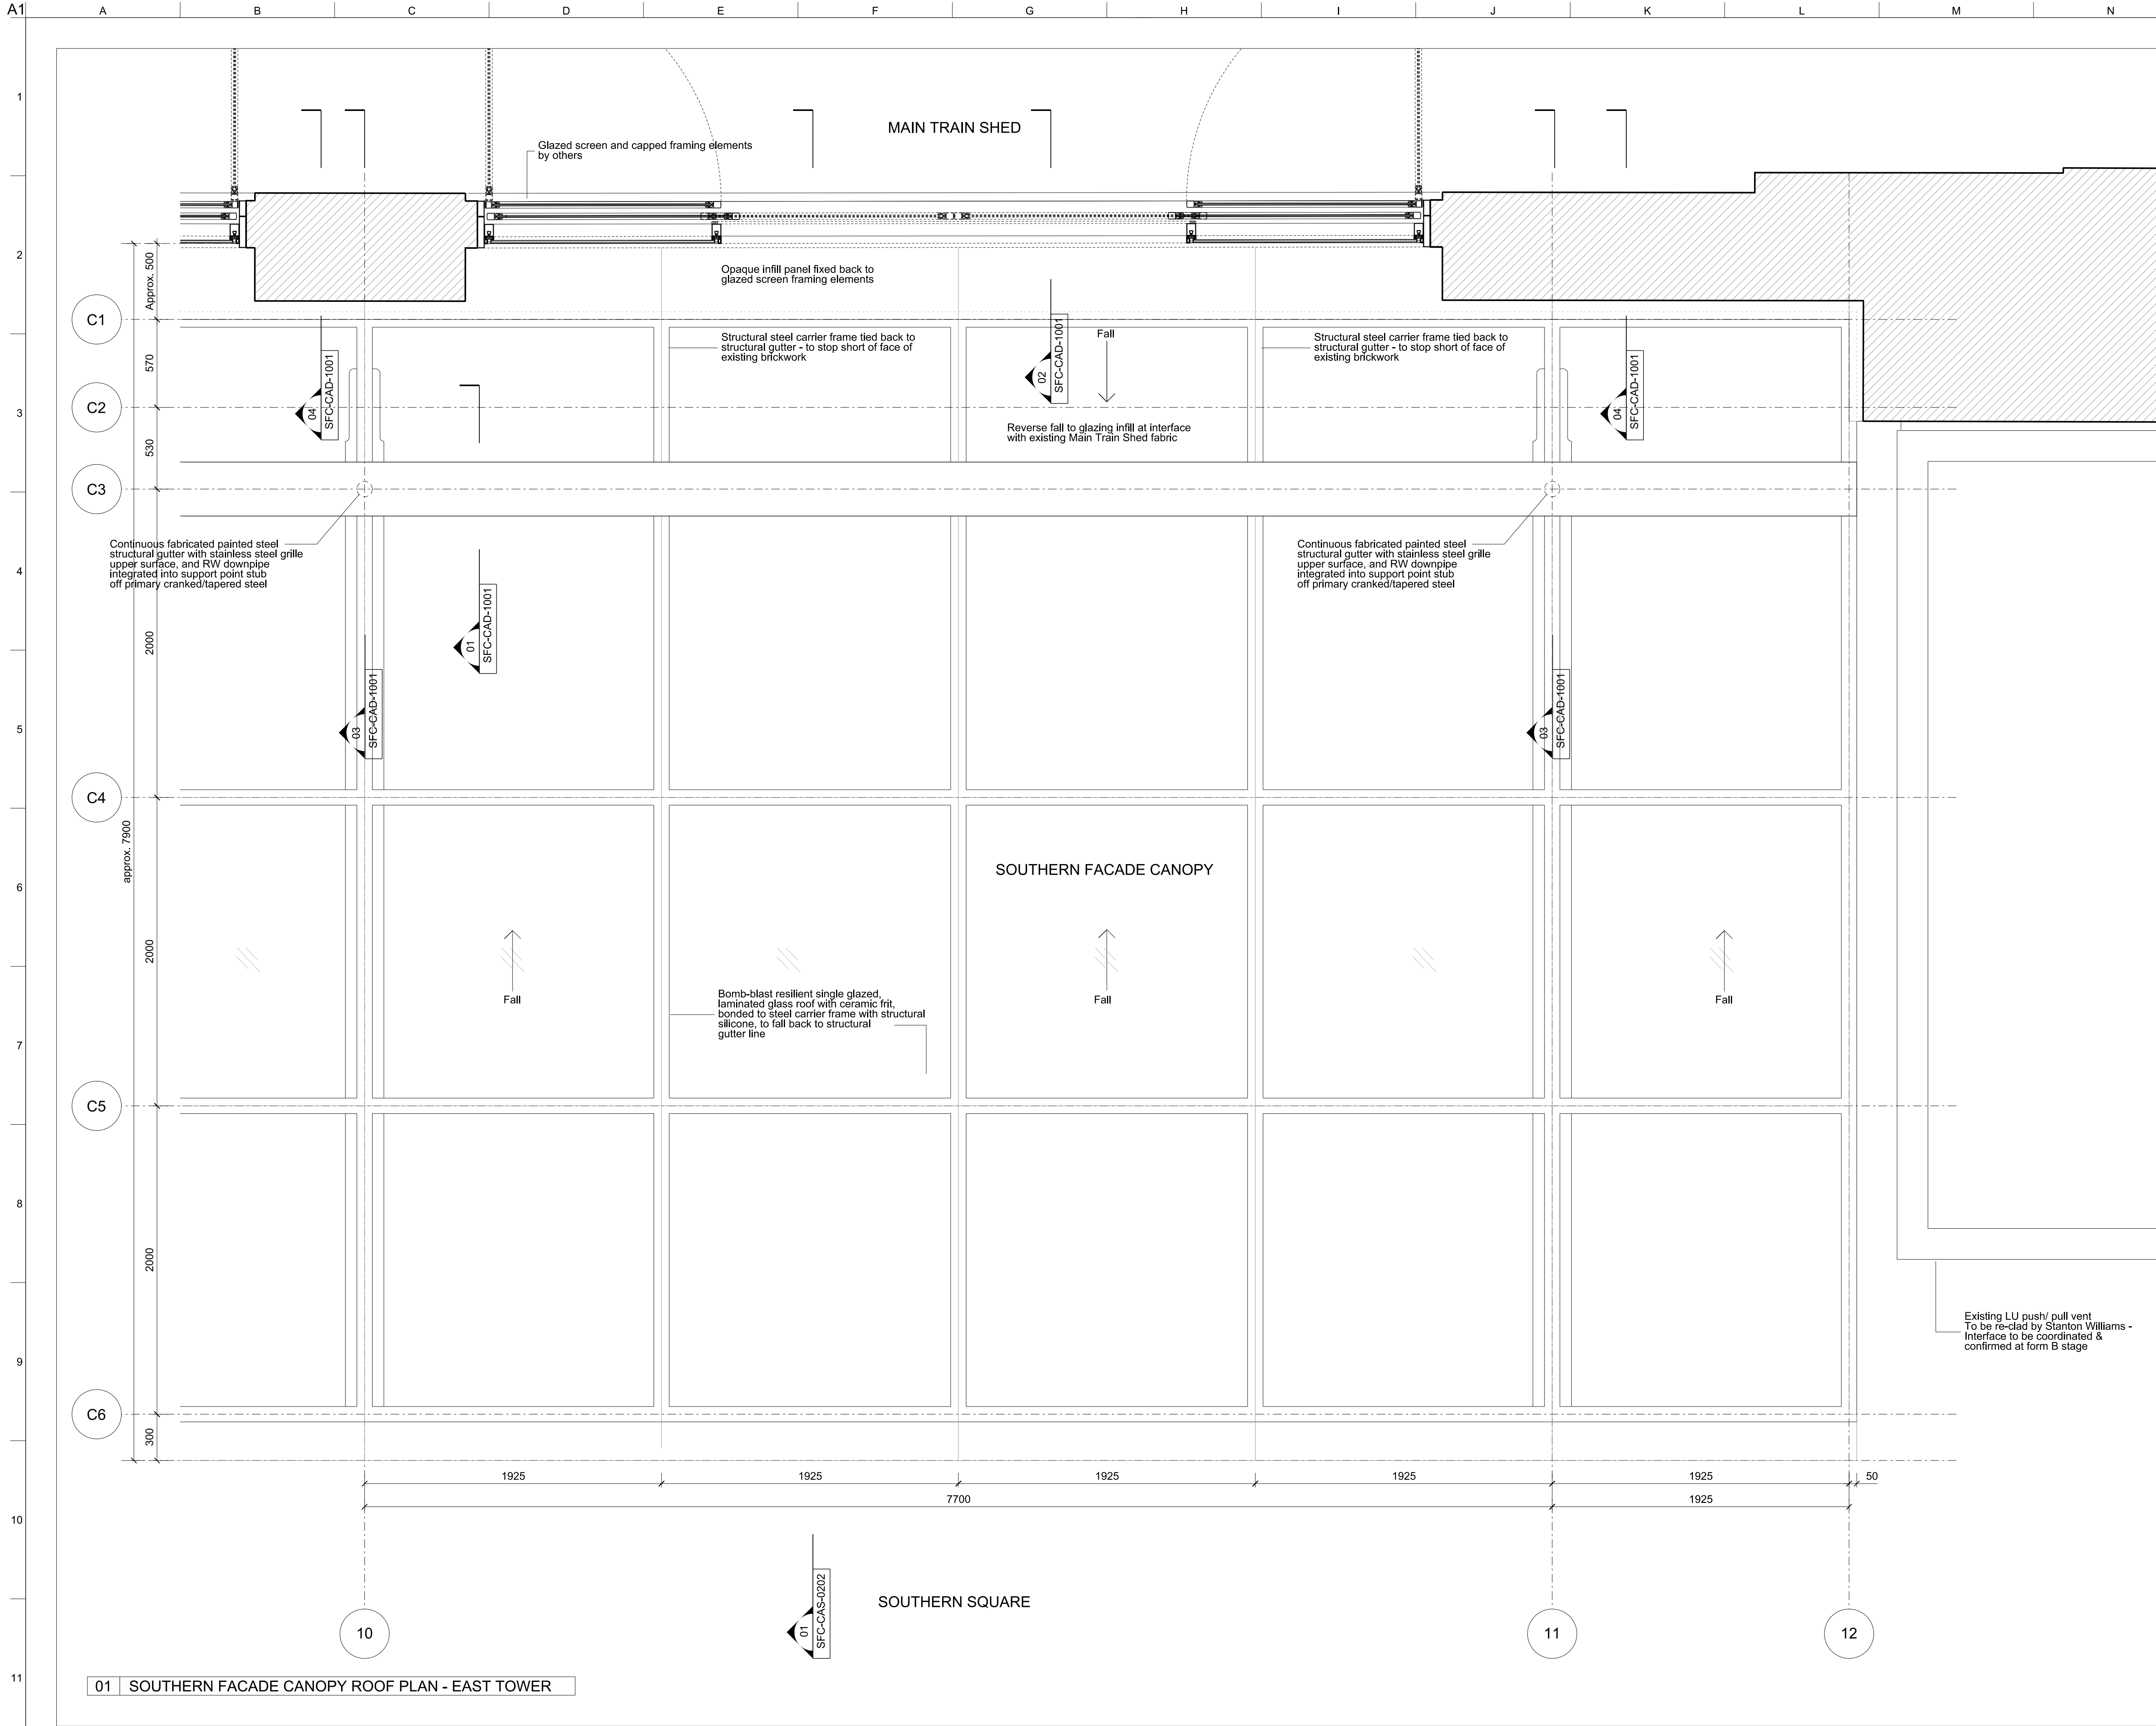 A1
A B C D E F G H I J K L M N
1
MAIN TRAIN SHED
Glazed screen and capped framing elements
by others
2
Approx. 500
Opaque infill panel fixed back to
glazed screen framing elements
C1
Structural steel carrier frame tied back to
structural gutter - to stop short of face of
existing brickwork
Fall
Structural steel carrier frame tied back to
structural gutter - to stop short of face of
existing brickwork
570
04
SFC-CAD-1001
02
SFC-CAD-1001
04
SFC-CAD-1001
C2
3
Reverse fall to glazing infill at interface
with existing Main Train Shed fabric
530
C3
Continuous fabricated painted steel
structural gutter with stainless steel grille
upper surface, and RW downpipe
integrated into support point stub
off primary cranked/tapered steel
Continuous fabricated painted steel
structural gutter with stainless steel grille
upper surface, and RW downpipe
integrated into support point stub
off primary cranked/tapered steel
4
2000
01
SFC-CAD-1001
03
SFC-CAD-1001
03
SFC-CAD-1001
5
C4
approx. 7900
SOUTHERN FACADE CANOPY
6
2000
Fall
Fall
Fall
Bomb-blast resilient single glazed,
laminated glass roof with ceramic frit,
bonded to steel carrier frame with structural
silicone, to fall back to structural
gutter line
7
C5
8
2000
Existing LU push/ pull vent
To be re-clad by Stanton Williams -
Interface to be coordinated &
confirmed at form B stage
9
C6
300
1925 1925 1925 1925 1925 50
7700 1925
10
01
SFC-CAS-0202
SOUTHERN SQUARE
10 11 12
11
01 SOUTHERN FACADE CANOPY ROOF PLAN - EAST TOWER